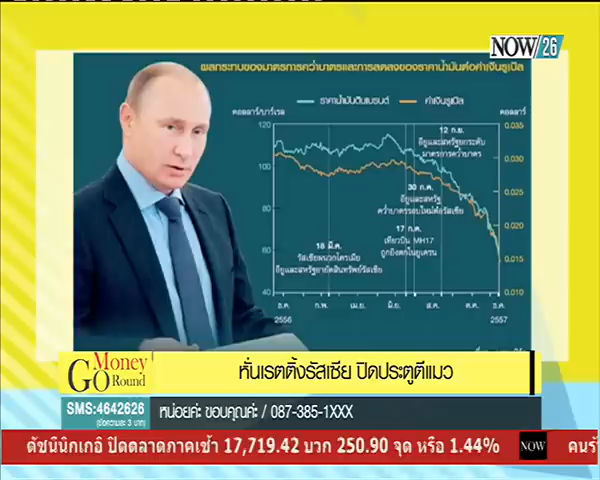 NOW/26
ผลกระทบของมาตรการคว่ำบาตรและการลดลงของราคาน้ำมันต่อค่าเงินรูเบิล
ราคาน้ำมันดิบเบรนต์ ค่าเงินรูเบิล
ดอลลาร์/บาร์เรล ดอลลาร์
120 0.035
100 0.030
0.025
80 0.020
60 0.015
40 0.010
12 ก.ย.
อียูและสหรัฐยกระดับ
มาตรการคว่ำบาตร
30 ก.ค.
อียูและสหรัฐ
คว่ำบาตรรอบใหม่ต่อรัสเซีย
17 ก.ค.
เที่ยวบิน MH17
ถูกยิงตกในยูเครน
18 มี.ค.
รัสเซียผนวกไครเมีย
อียูและสหรัฐอายัดสินทรัพย์รัสเซีย
ธ.ค. ก.พ. เม.ย. มิ.ย. ส.ค. ต.ค. ธ.ค.
2556 2557
Money
GO Round
หั่นเรตติ้งรัสเซีย ปิดประตูตีแมว
SMS:4642626
(ข้อความละ 3 บาท)
หน่อยค่ะ ขอบคุณค่ะ / 087-385-1XXX
ดัชนีนิกเกอิ ปิดตลาดภาคเช้า 17,719.42 บวก 250.90 จุด หรือ 1.44% NOW คนร้